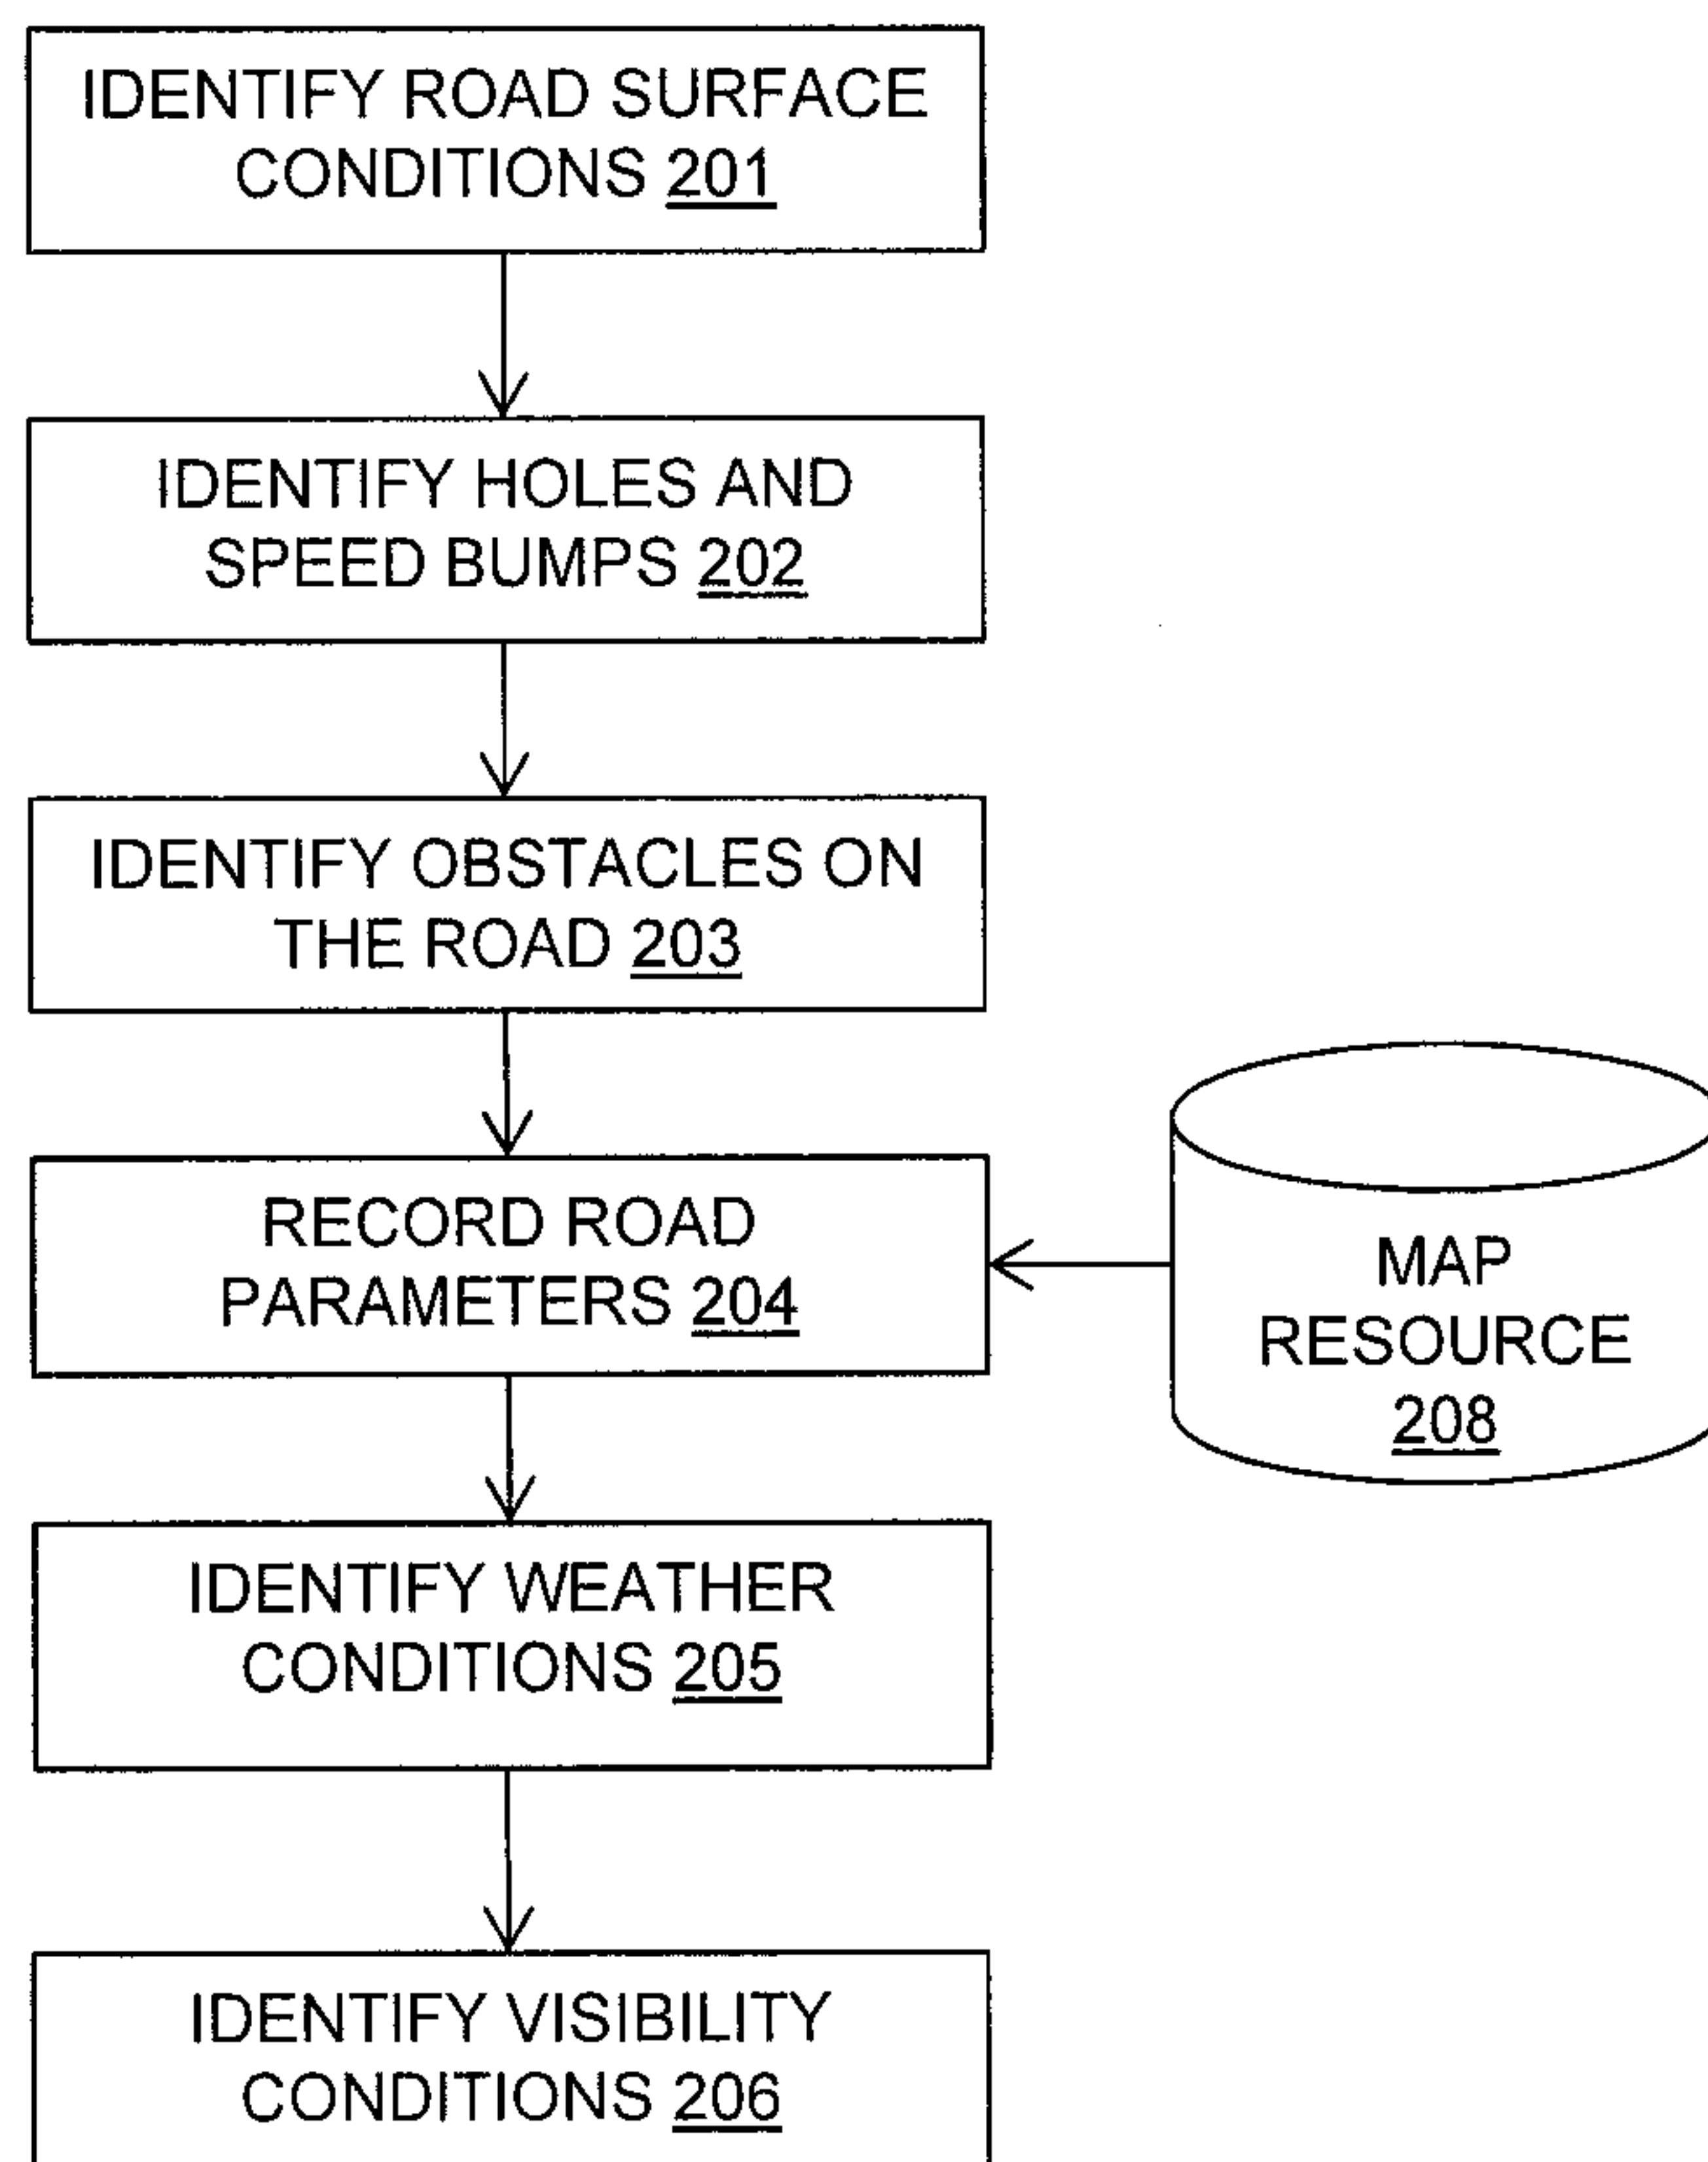 IDENTIFY ROAD SURFACE
CONDITIONS 201
IDENTIFY HOLES AND
SPEED BUMPS 202
IDENTIFY OBSTACLES ON
THE ROAD 203
RECORD ROAD
PARAMETERS 204
MAP
RESOURCE
208
IDENTIFY WEATHER
CONDITIONS 205
IDENTIFY VISIBILITY
CONDITIONS 206